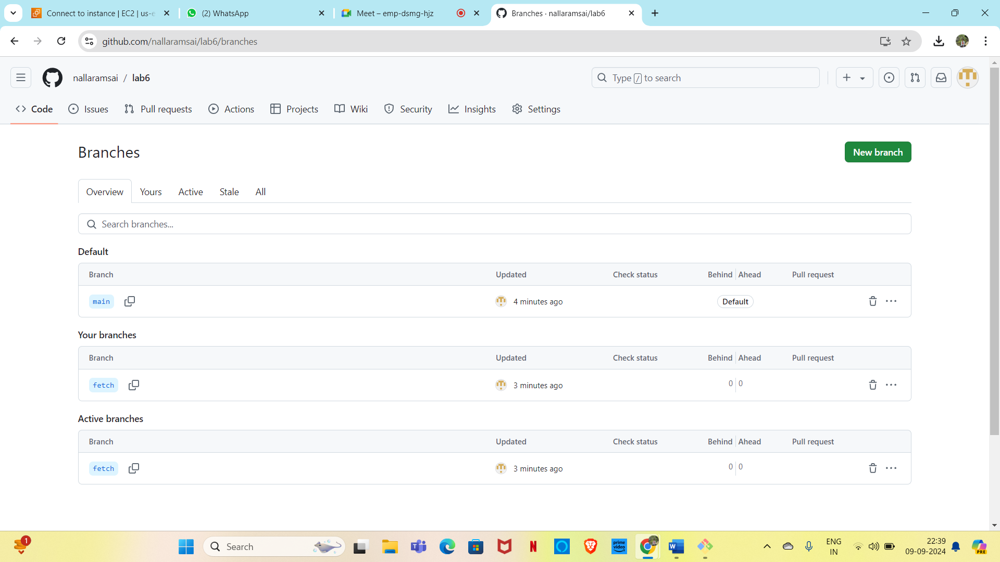 Connect to instance | EC2 | us-e
(2) WhatsApp
Meet – emp-dsmg-hjz
Branches · nallaramsai/lab6
github.com/nallaramsai/lab6/branches
nallaramsai / lab6
Type / to search
Code
Issues
Pull requests
Actions
Projects
Wiki
Security
Insights
Settings
Branches
New branch
Overview
Yours
Active
Stale
All
Search branches...
Default
Branch Updated Check status Behind Ahead Pull request
main 4 minutes ago Default
Your branches
Branch Updated Check status Behind Ahead Pull request
fetch 3 minutes ago 0 0
Active branches
Branch Updated Check status Behind Ahead Pull request
fetch 3 minutes ago 0 0
1
Search
N
prime video
W
ENG
IN
22:39
09-09-2024
PRE